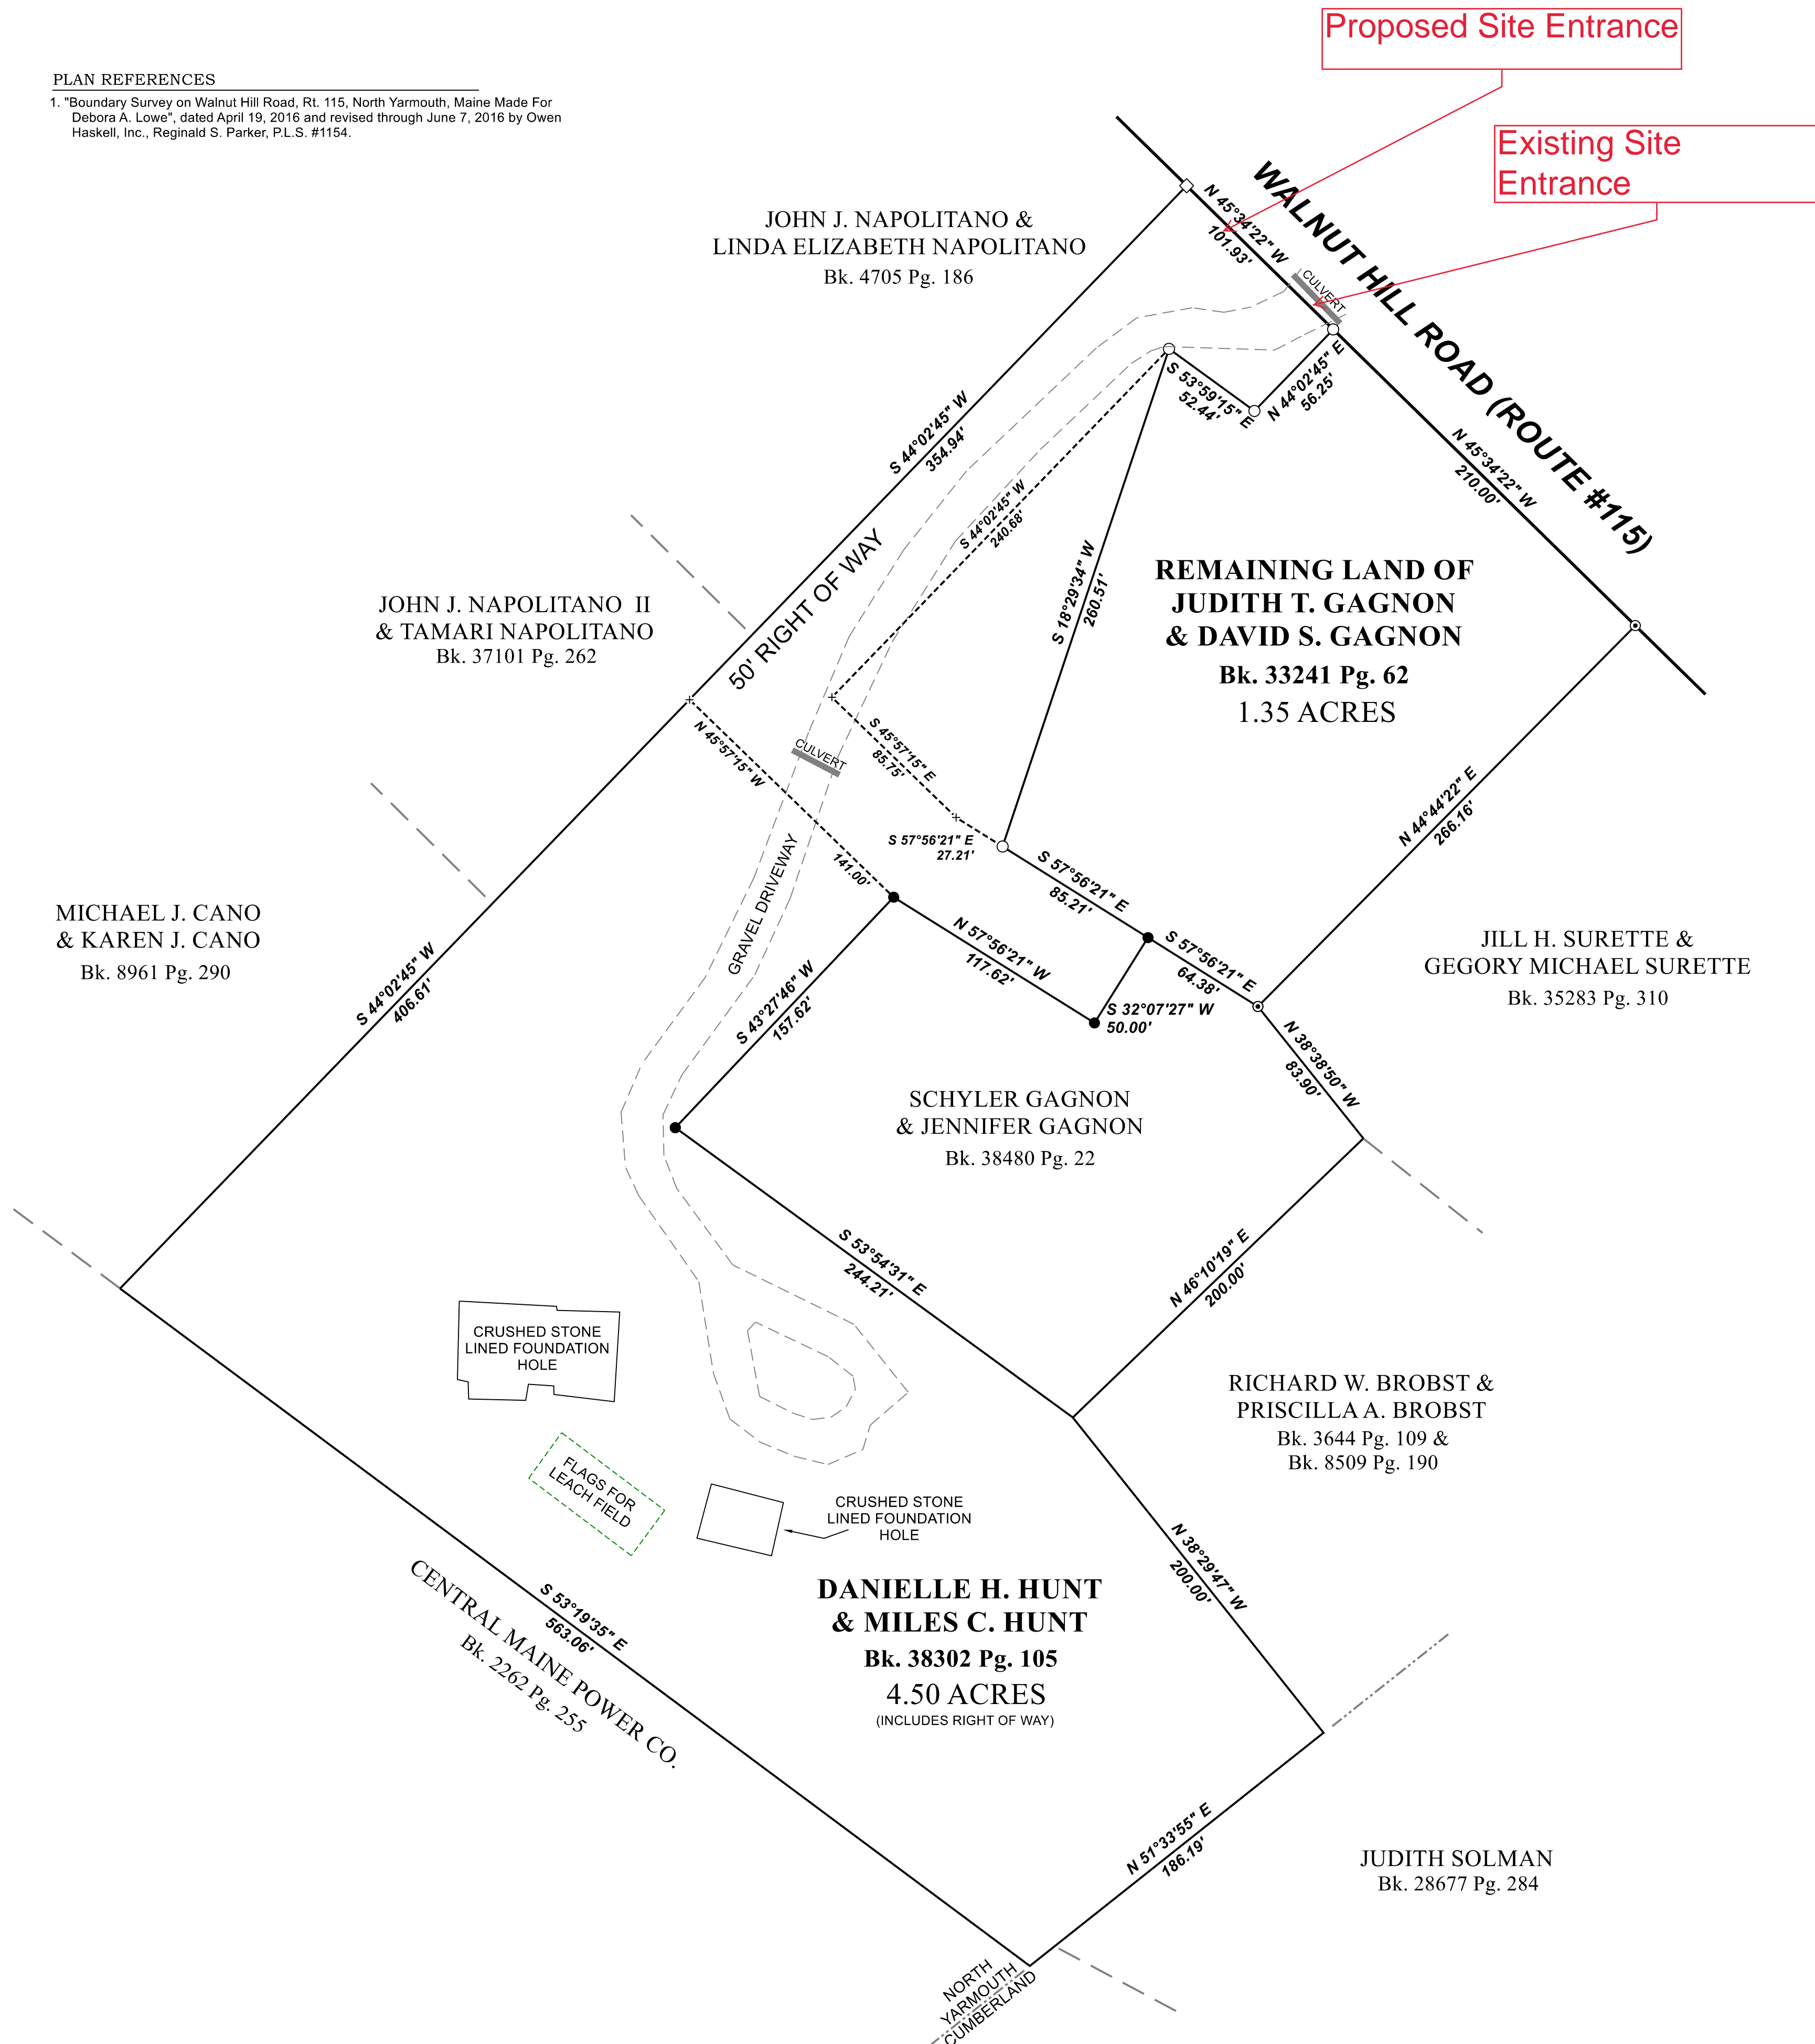 Proposed Site Entrance
PLAN REFERENCES
1. "Boundary Survey on Walnut Hill Road, Rt. 115, North Yarmouth, Maine Made For
Debora A. Lowe", dated April 19, 2016 and revised through June 7, 2016 by Owen
Haskell, Inc., Reginald S. Parker, P.L.S. #1154.
Existing Site
Entrance
WALNUT HILL ROAD (ROUTE #115)
N 45°34'22" W
101.93'
CULVERT
JOHN J. NAPOLITANO &
LINDA ELIZABETH NAPOLITANO
Bk. 4705 Pg. 186
S 53°59'15" E
52.44'
N 44°02'45" E
56.25'
S 44°02'45" W
354.94'
N 45°34'22" W
210.00'
S 44°02'45" W
240.68'
50' RIGHT OF WAY
S 18°29'34" W
260.51'
REMAINING LAND OF
JUDITH T. GAGNON
& DAVID S. GAGNON
Bk. 33241 Pg. 62
1.35 ACRES
JOHN J. NAPOLITANO II
& TAMARI NAPOLITANO
Bk. 37101 Pg. 262
N 45°57'15" W
141.00'
CULVERT
S 45°57'15" E
85.75'
S 57°56'21" E
27.21'
N 44°44'22" E
266.16'
GRAVEL DRIVEWAY
S 57°56'21" E
85.21'
MICHAEL J. CANO
& KAREN J. CANO
Bk. 8961 Pg. 290
S 44°02'45" W
406.61'
N 57°56'21" W
117.62'
S 57°56'21" E
64.38'
JILL H. SURETTE &
GEGORY MICHAEL SURETTE
Bk. 35283 Pg. 310
S 43°27'46" W
157.62'
S 32°07'27" W
50.00'
N 38°38'50" W
83.90'
SCHYLER GAGNON
& JENNIFER GAGNON
Bk. 38480 Pg. 22
S 53°54'31" E
244.21'
N 46°10'19" E
200.00'
CRUSHED STONE
LINED FOUNDATION
HOLE
RICHARD W. BROBST &
PRISCILLA A. BROBST
Bk. 3644 Pg. 109 &
Bk. 8509 Pg. 190
FLAGS FOR
LEACH FIELD
CRUSHED STONE
LINED FOUNDATION
HOLE
N 38°29'47" W
200.00'
DANIELLE H. HUNT
& MILES C. HUNT
Bk. 38302 Pg. 105
4.50 ACRES
(INCLUDES RIGHT OF WAY)
S 53°19'35" E
563.06'
CENTRAL MAINE POWER CO.
Bk. 2262 Pg. 255
N 51°33'55" E
186.19'
JUDITH SOLMAN
Bk. 28677 Pg. 284
NORTH
YARMOUTH
CUMBERLAND